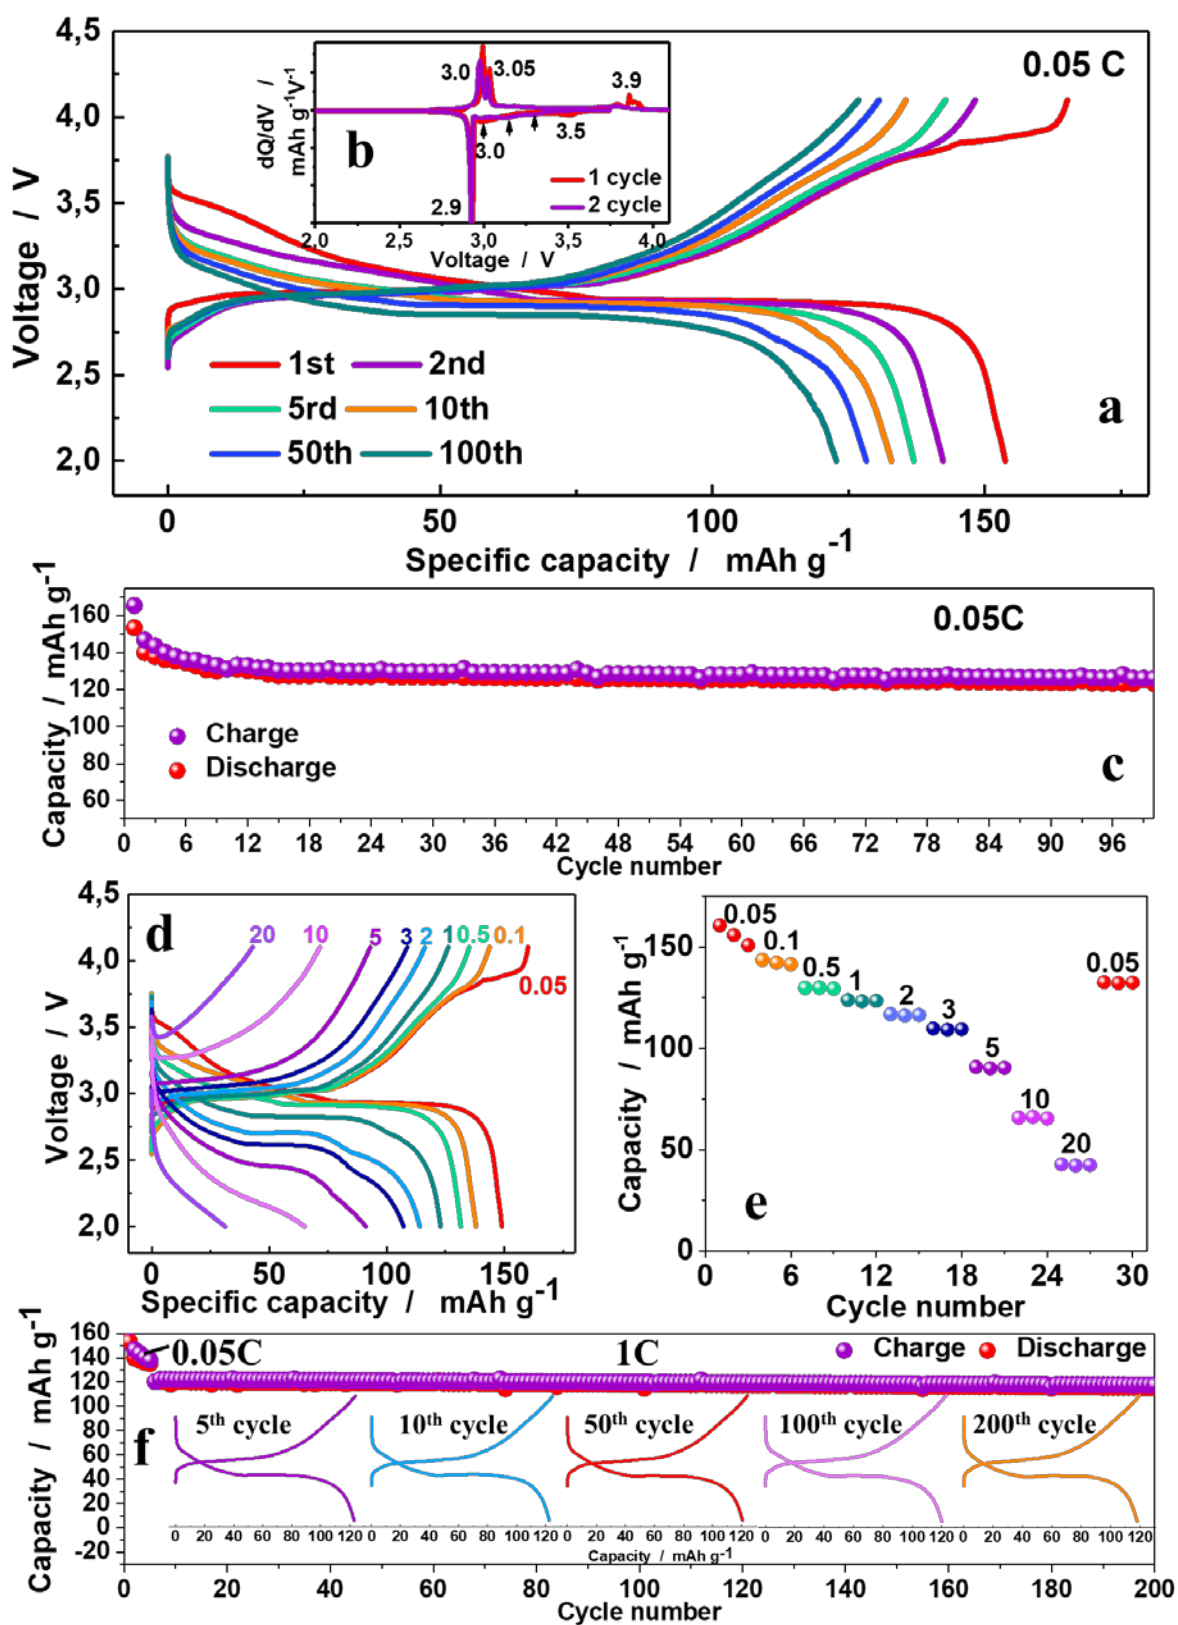 4,5
4,0
3,5
3,0
2,5
2,0
Voltage / V
0.05 C
dQ/dV /
mAh g⁻¹V⁻¹
3.0
3.05
3.9
b
3.0
3.5
2.9
1 cycle
2 cycle
2,0 2,5 3,0 3,5 4,0
Voltage / V
1st 2nd
5rd 10th
50th 100th
a
0 50 100 150
Specific capacity / mAh g⁻¹
Capacity / mAh g⁻¹
160
140
120
100
80
60
0.05C
Charge
Discharge
c
0 6 12 18 24 30 36 42 48 54 60 66 72 78 84 90 96
Cycle number
4,5
4,0
3,5
3,0
2,5
2,0
Voltage / V
d
20 10 5 3 2 1 0.5 0.1
0.05
0 50 100 150
Specific capacity / mAh g⁻¹
Capacity / mAh g⁻¹
150
100
50
0
0.05
0.1
0.5
1
2
3
5
10
20
0.05
e
0 6 12 18 24 30
Cycle number
Capacity / mAh g⁻¹
160
140
120
100
80
60
40
20
0
-20
0.05C
1C
Charge Discharge
f
5th cycle 10th cycle 50th cycle 100th cycle 200th cycle
0 20 40 60 80 100 120
0 20 40 60 80 100 120
0 20 40 60 80 100 120
0 20 40 60 80 100 120
0 20 40 60 80 100 120
Capacity / mAh g⁻¹
0 20 40 60 80 100 120 140 160 180 200
Cycle number